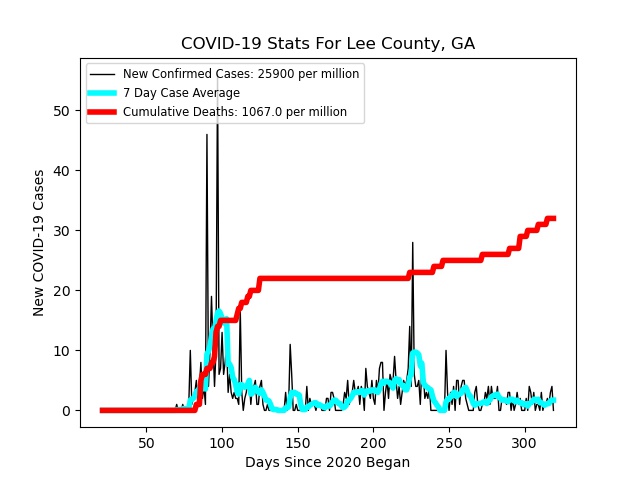 COVID-19 Stats For Lee County, GA
New Confirmed Cases: 25900 per million
7 Day Case Average
Cumulative Deaths: 1067.0 per million
New COVID-19 Cases
50
40
30
20
10
0
50 100 150 200 250 300
Days Since 2020 Began